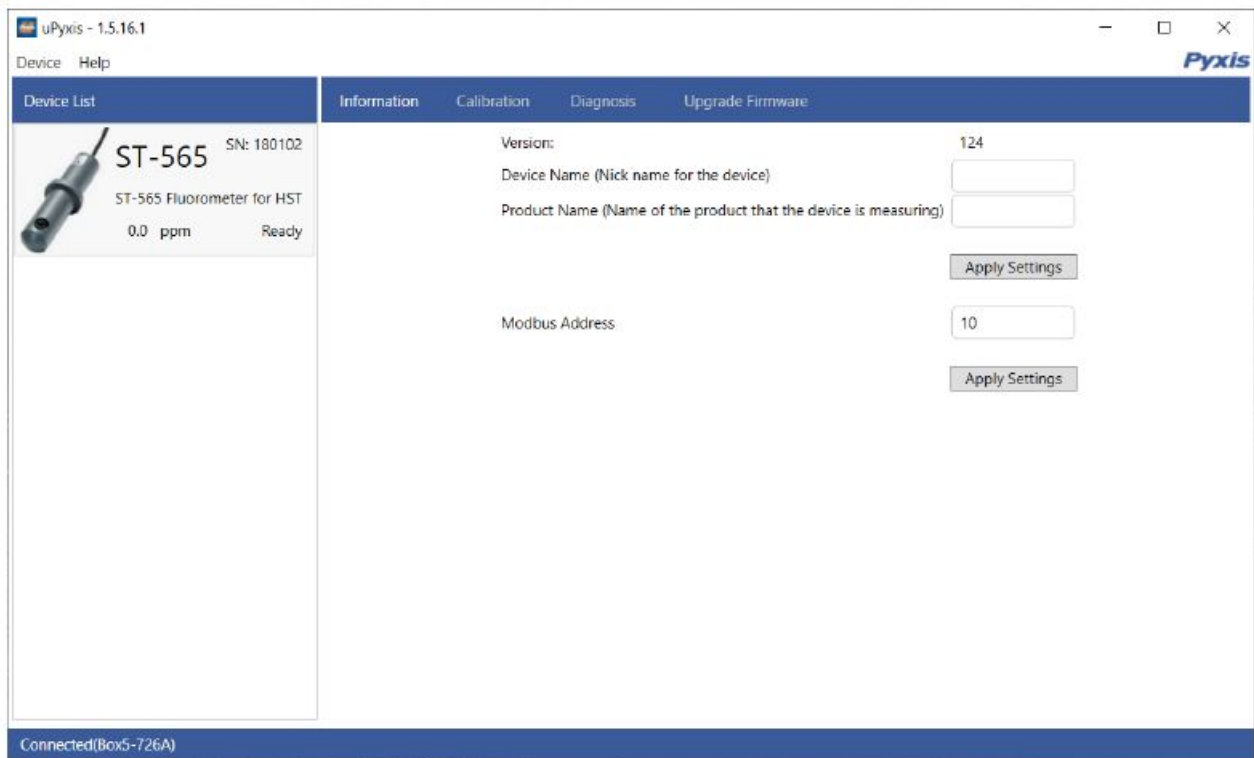 uPyxis - 1.5.16.1
Device Help
Pyxis
Device List
Information Calibration Diagnosis Upgrade Firmware
ST-565 SN: 180102
ST-565 Fluorometer for HST
0.0 ppm Ready
Version: 124
Device Name (Nick name for the device)
Product Name (Name of the product that the device is measuring)
Apply Settings
Modbus Address 10
Apply Settings
Connected(Box5-726A)